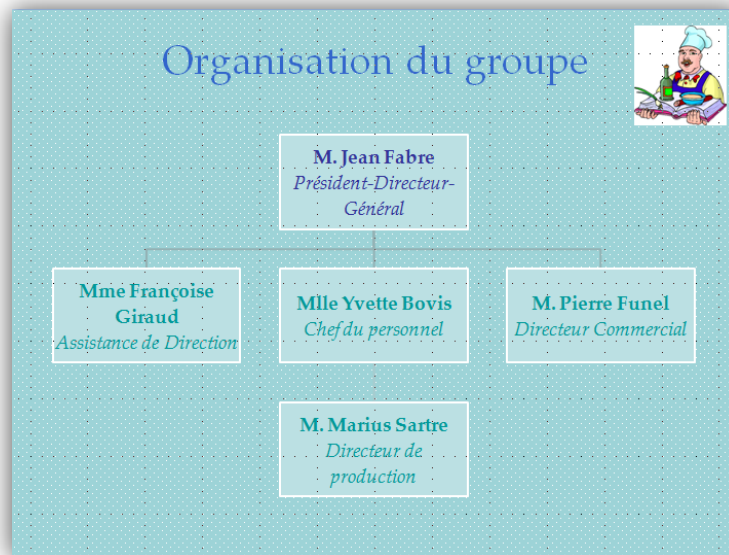 Organisation du groupe
M. Jean Fabre
Président-Directeur-
Général
Mme Françoise
Giraud
Assistance de Direction
Mlle Yvette Bovis
Chef du personnel
M. Pierre Funel
Directeur Commercial
M. Marius Sartre
Directeur de
production